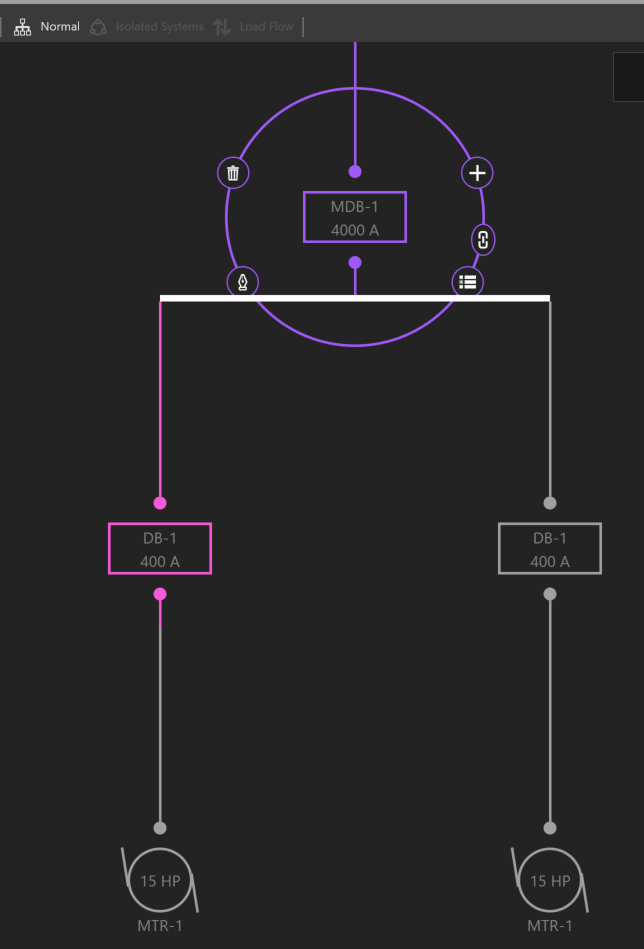 Normal Isolated Systems Load Flow
MDB-1
4000 A
DB-1
400 A
DB-1
400 A
15 HP
MTR-1
15 HP
MTR-1